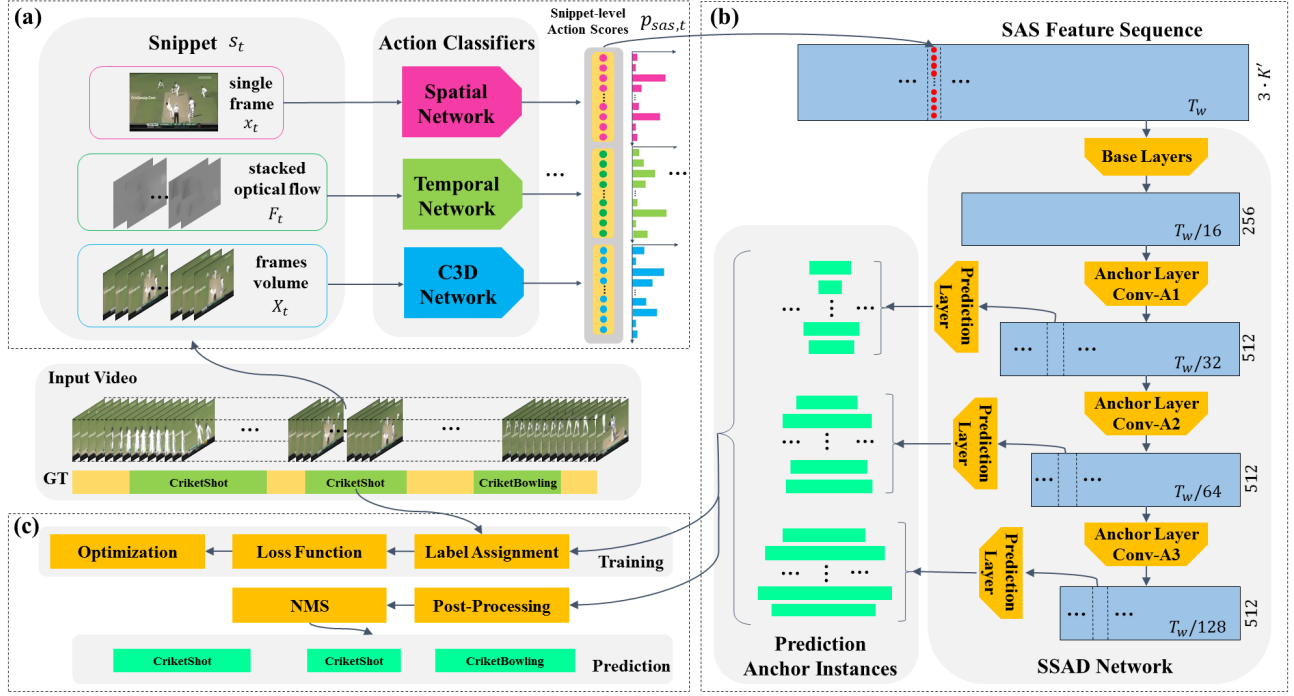 (a)
Snippet s_t
Action Classifiers
Snippet-level
Action Scores
p_{sas,t}
single
frame
x_t
Spatial
Network
stacked
optical flow
F_t
Temporal
Network
frames
volume
X_t
C3D
Network
Input Video
GT
CriketShot
CriketShot
CriketBowling
(b)
SAS Feature Sequence
T_w
3 · K′
Base Layers
T_w/16
256
Anchor Layer
Conv-A1
Prediction
Layer
T_w/32
512
Anchor Layer
Conv-A2
Prediction
Layer
T_w/64
512
Anchor Layer
Conv-A3
Prediction
Layer
T_w/128
512
Prediction
Anchor Instances
SSAD Network
(c)
Optimization
Loss Function
Label Assignment
Training
NMS
Post-Processing
CriketShot
CriketShot
CriketBowling
Prediction